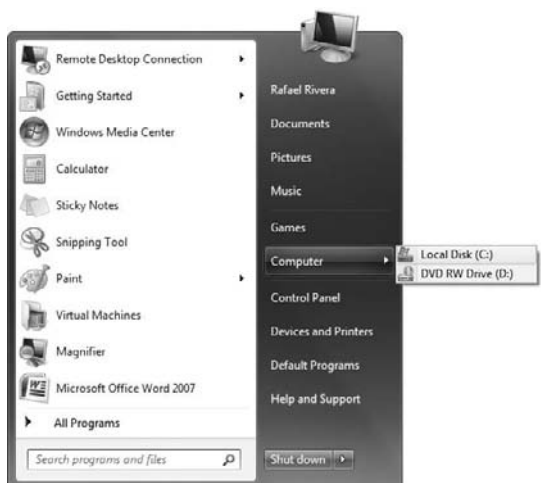 Remote Desktop Connection
Getting Started
Windows Media Center
Calculator
Sticky Notes
Snipping Tool
Paint
Virtual Machines
Magnifier
Microsoft Office Word 2007
All Programs
Search programs and files
Rafael Rivera
Documents
Pictures
Music
Games
Computer
Local Disk (C:)
DVD RW Drive (D:)
Control Panel
Devices and Printers
Default Programs
Help and Support
Shut down